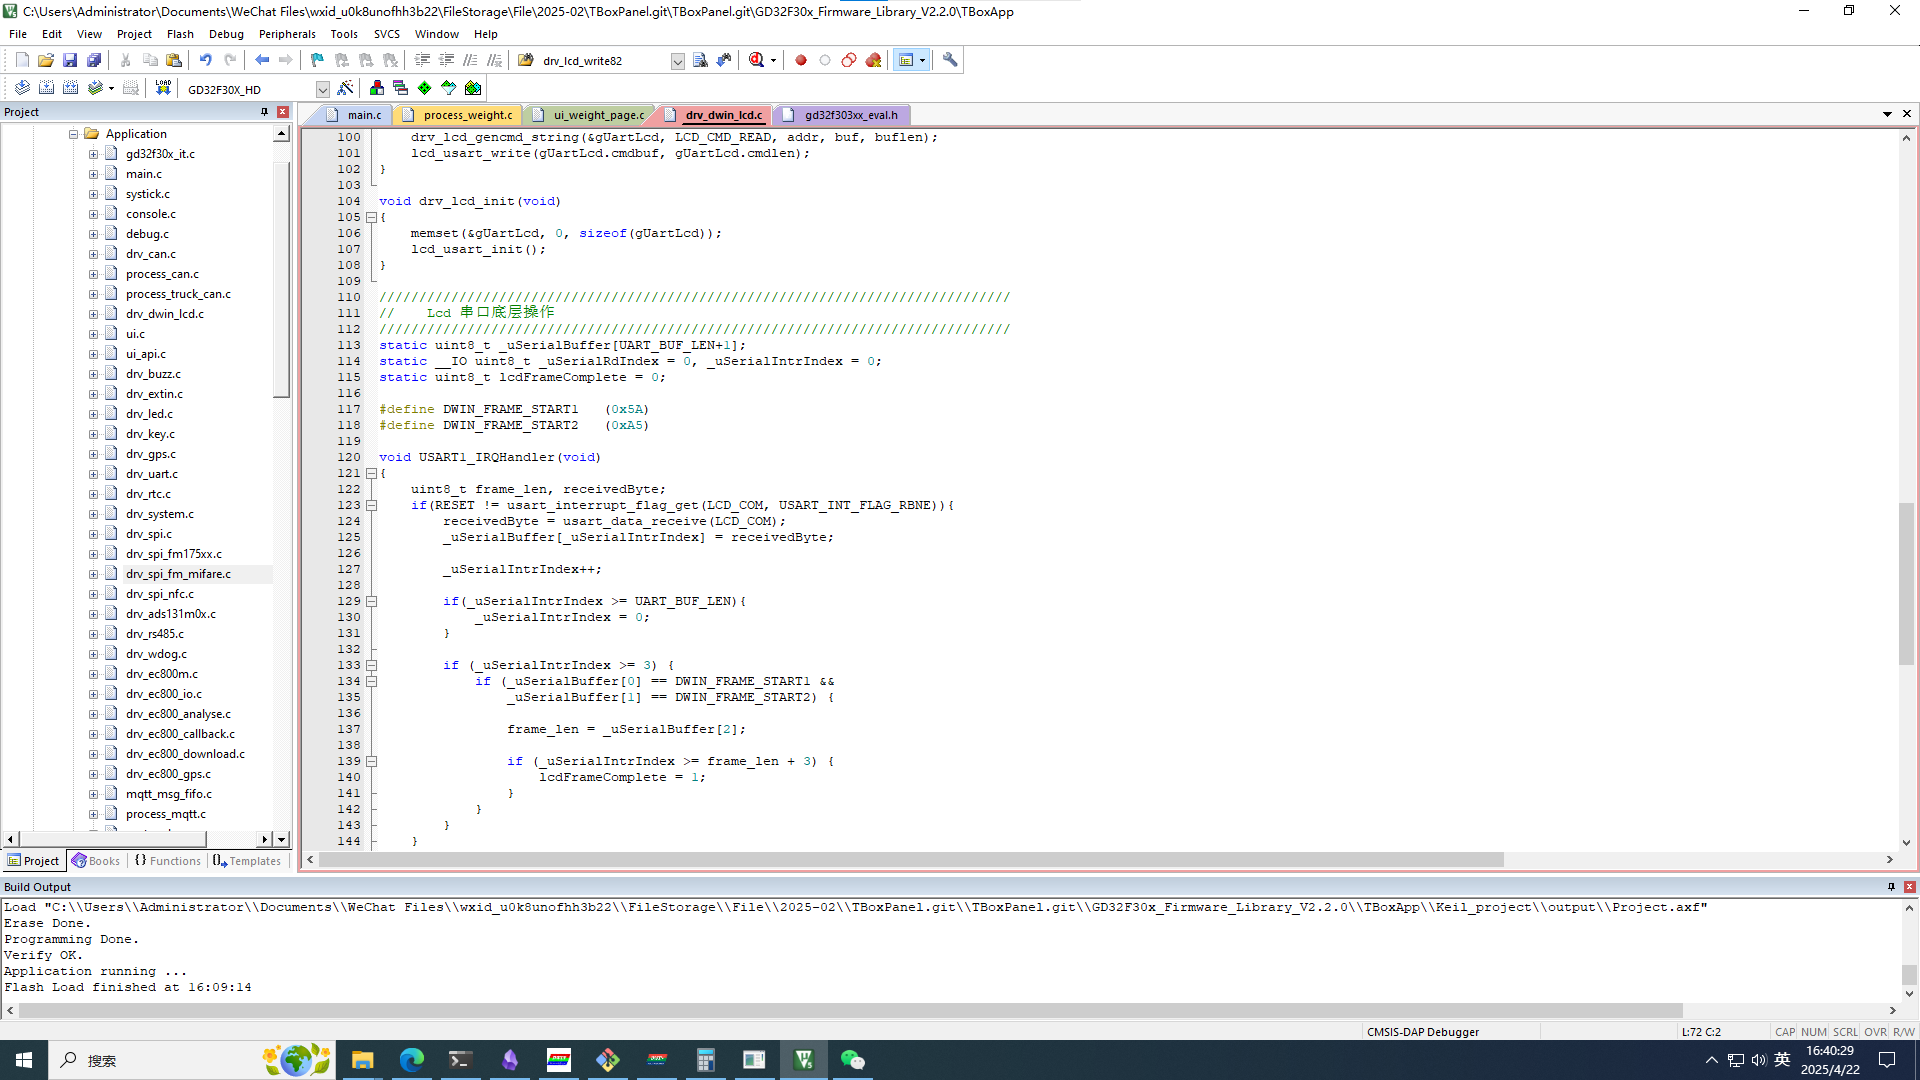 C:\Users\Administrator\Documents\WeChat Files\wxid_u0k8unofhh3b22\FileStorage\File\2025-02\TBoxPanel.git\TBoxPanel.git\GD32F30x_Firmware_Library_V2.2.0\TBoxApp
File Edit View Project Flash Debug Peripherals Tools SVCS Window Help
drv_lcd_write82
LOAD GD32F30X_HD
Project
main.c process_weight.c ui_weight_page.c drv_dwin_lcd.c gd32f303xx_eval.h
Application
gd32f30x_it.c
main.c
systick.c
console.c
debug.c
drv_can.c
process_can.c
process_truck_can.c
drv_dwin_lcd.c
ui.c
ui_api.c
drv_buzz.c
drv_extin.c
drv_led.c
drv_key.c
drv_gps.c
drv_uart.c
drv_rtc.c
drv_system.c
drv_spi.c
drv_spi_fm175xx.c
drv_spi_fm_mifare.c
drv_spi_nfc.c
drv_ads131m0x.c
drv_rs485.c
drv_wdog.c
drv_ec800m.c
drv_ec800_io.c
drv_ec800_analyse.c
drv_ec800_callback.c
drv_ec800_download.c
drv_ec800_gps.c
mqtt_msg_fifo.c
process_mqtt.c
Project Books {} Functions Templates
100 drv_lcd_gencmd_string(&gUartLcd, LCD_CMD_READ, addr, buf, buflen);
101 lcd_usart_write(gUartLcd.cmdbuf, gUartLcd.cmdlen);
102 }
103
104 void drv_lcd_init(void)
105 {
106 memset(&gUartLcd, 0, sizeof(gUartLcd));
107 lcd_usart_init();
108 }
109
110 ///////////////////////////////////////////////////////////////////////////////
111 // Lcd 串口底层操作
112 ///////////////////////////////////////////////////////////////////////////////
113 static uint8_t _uSerialBuffer[UART_BUF_LEN+1];
114 static __IO uint8_t _uSerialRdIndex = 0, _uSerialIntrIndex = 0;
115 static uint8_t lcdFrameComplete = 0;
116
117 #define DWIN_FRAME_START1 (0x5A)
118 #define DWIN_FRAME_START2 (0xA5)
119
120 void USART1_IRQHandler(void)
121 {
122 uint8_t frame_len, receivedByte;
123 if(RESET != usart_interrupt_flag_get(LCD_COM, USART_INT_FLAG_RBNE)){
124 receivedByte = usart_data_receive(LCD_COM);
125 _uSerialBuffer[_uSerialIntrIndex] = receivedByte;
126
127 _uSerialIntrIndex++;
128
129 if(_uSerialIntrIndex >= UART_BUF_LEN){
130 _uSerialIntrIndex = 0;
131 }
132
133 if (_uSerialIntrIndex >= 3) {
134 if (_uSerialBuffer[0] == DWIN_FRAME_START1 &&
135 _uSerialBuffer[1] == DWIN_FRAME_START2) {
136
137 frame_len = _uSerialBuffer[2];
138
139 if (_uSerialIntrIndex >= frame_len + 3) {
140 lcdFrameComplete = 1;
141 }
142 }
143 }
144 }
Build Output
Load "C:\\Users\\Administrator\\Documents\\WeChat Files\\wxid_u0k8unofhh3b22\\FileStorage\\File\\2025-02\\TBoxPanel.git\\TBoxPanel.git\\GD32F30x_Firmware_Library_V2.2.0\\TBoxApp\\Keil_project\\output\\Project.axf"
Erase Done.
Programming Done.
Verify OK.
Application running ...
Flash Load finished at 16:09:14
CMSIS-DAP Debugger L:72 C:2 CAP NUM SCRL OVR R/W
搜索 英 16:40:29
2025/4/22